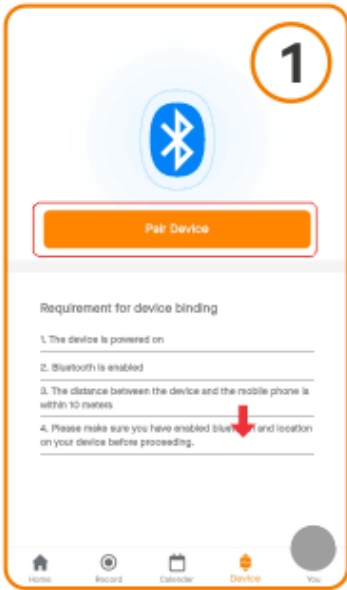 1
Pair Device
Requirement for device binding
1. The device is powered on
2. Bluetooth is enabled
3. The distance between the device and the mobile phone is
within 10 meters
4. Please make sure you have enabled and location
on your device before proceeding.
Home Record Calender Device You